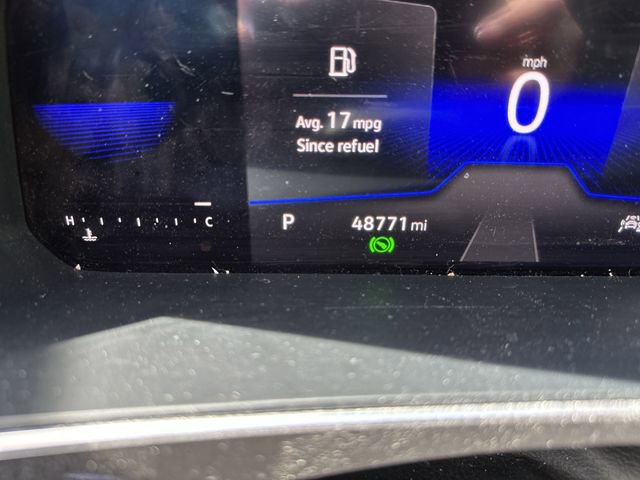 mph
0
Avg. 17 mpg
Since refuel
H C
P 48771 mi